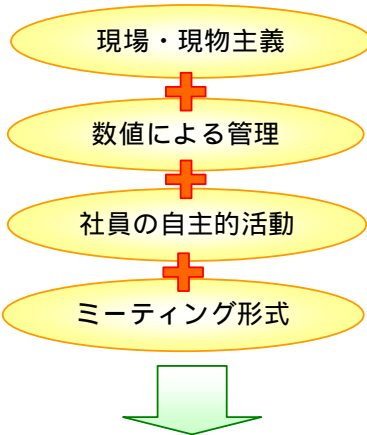 現場・現物主義
数値による管理
社員の自主的活動
ミーティング形式